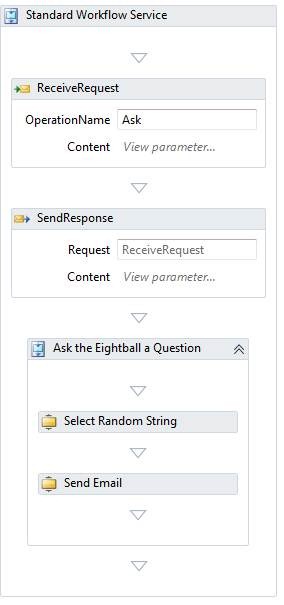 Standard Workflow Service
ReceiveRequest
OperationName Ask
Content View parameter...
SendResponse
Request ReceiveRequest
Content View parameter...
Ask the Eightball a Question
Select Random String
Send Email